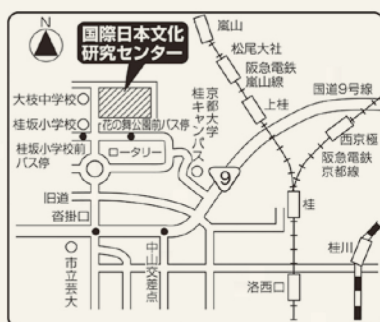 N
国際日本文化
研究センター
嵐山
松尾大社
阪急電鉄
嵐山線
上桂
国道9号線
大枝中学校
桂坂小学校
花の舞公園前バス停
京都大学
桂キャンパス
桂坂小学校前
バス停
ロータリー
西京極
阪急電鉄
京都線
9
旧道
沓掛口
桂
市立芸大
中山交差点
桂川
洛西口